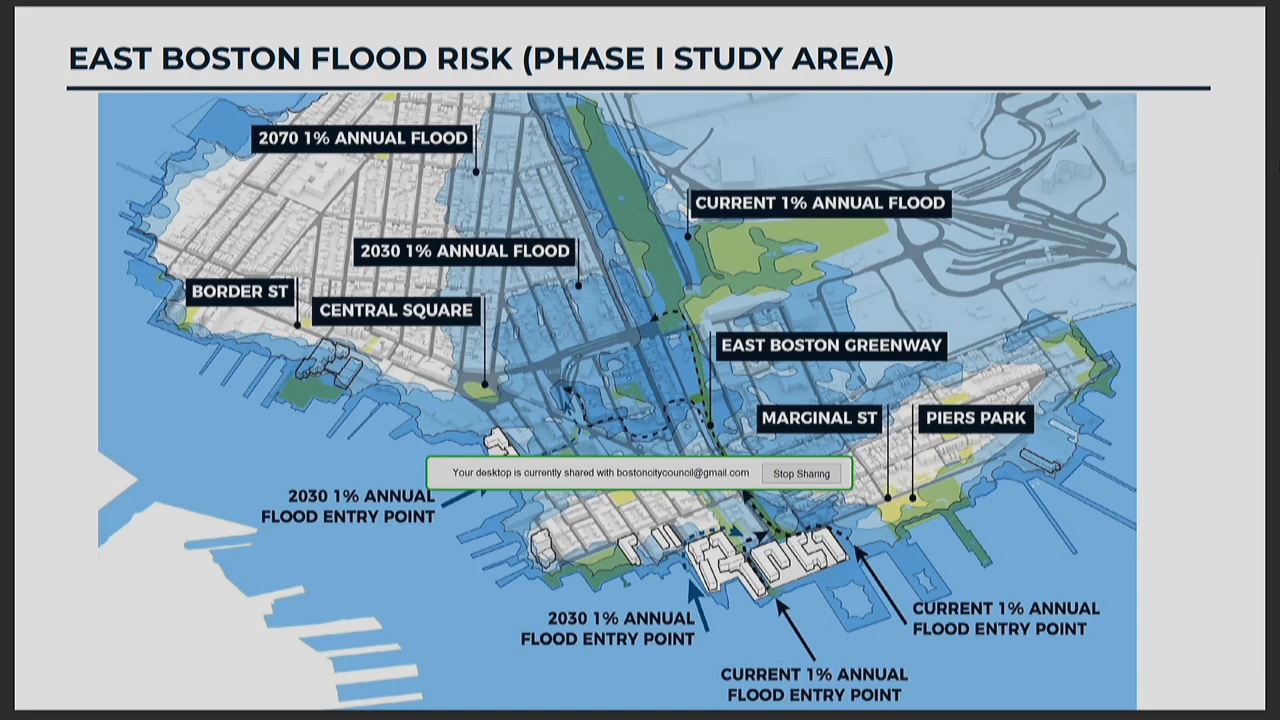 EAST BOSTON FLOOD RISK (PHASE I STUDY AREA)
2070 1% ANNUAL FLOOD
CURRENT 1% ANNUAL FLOOD
2030 1% ANNUAL FLOOD
BORDER ST
CENTRAL SQUARE
EAST BOSTON GREENWAY
MARGINAL ST
PIERS PARK
Your desktop is currently shared with bostoncitycouncil@gmail.com
Stop Sharing
2030 1% ANNUAL
FLOOD ENTRY POINT
2030 1% ANNUAL
FLOOD ENTRY POINT
CURRENT 1% ANNUAL
FLOOD ENTRY POINT
CURRENT 1% ANNUAL
FLOOD ENTRY POINT